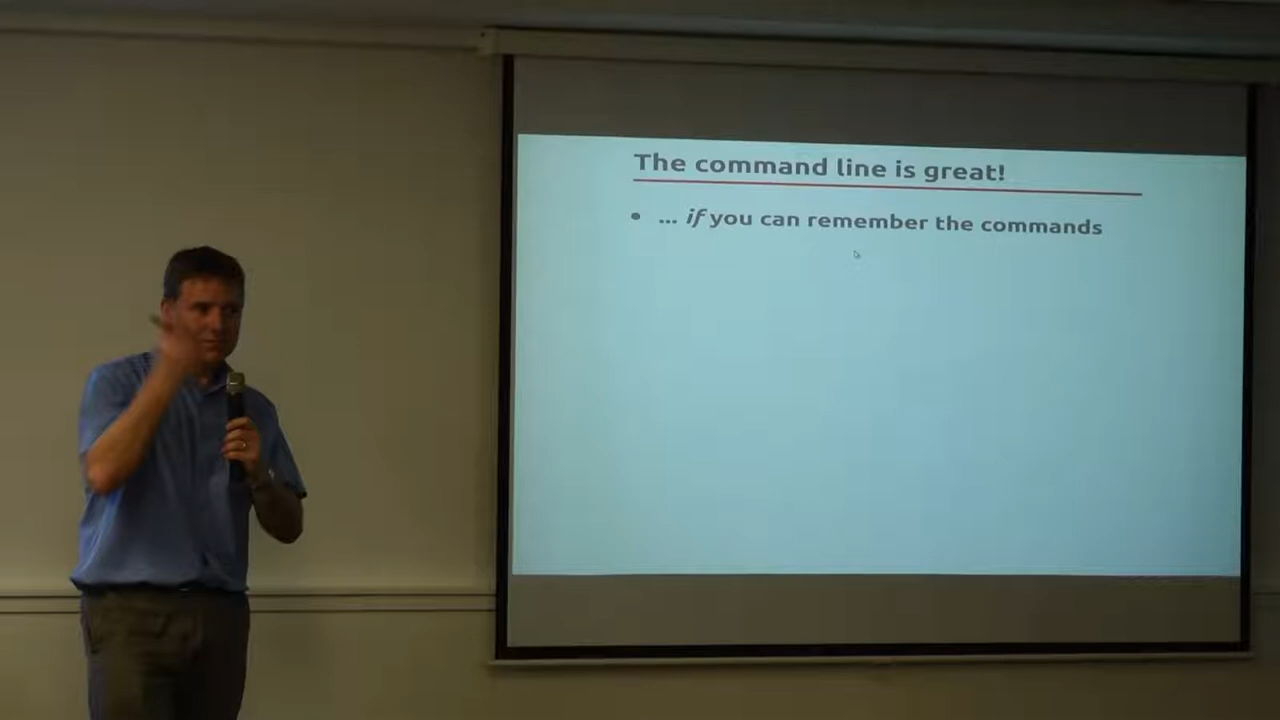 The command line is great!
• ... if you can remember the commands